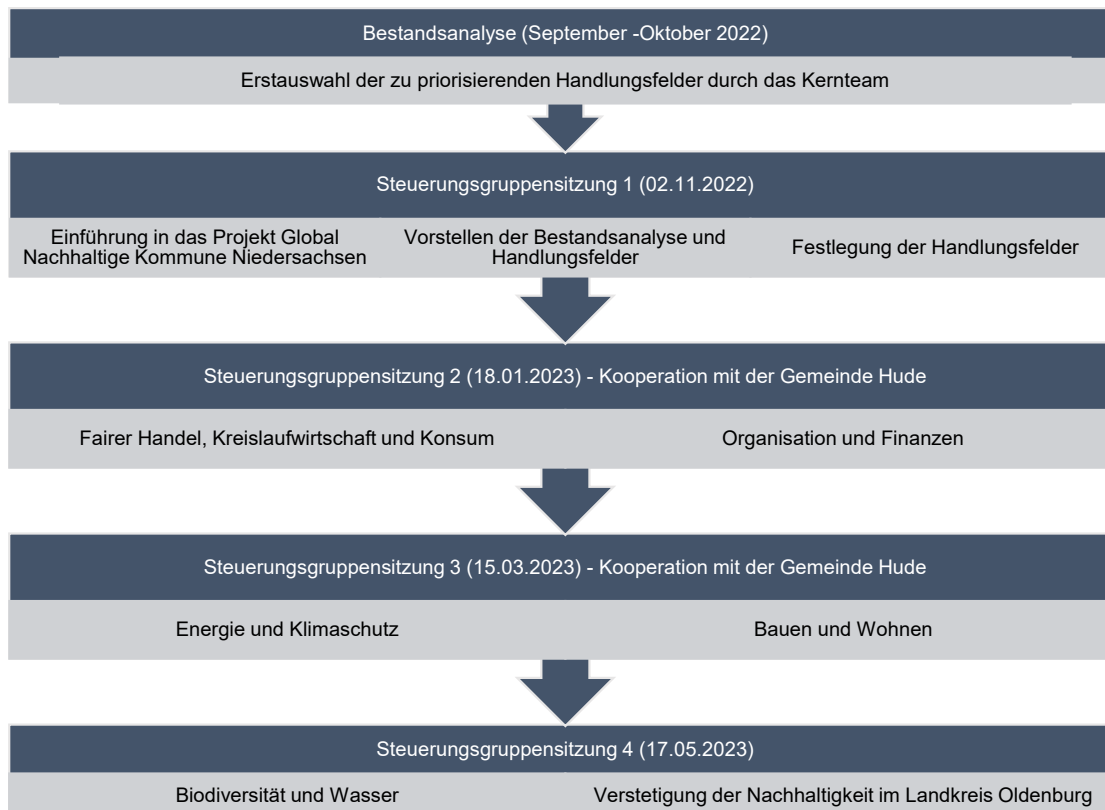 Bestandsanalyse (September -Oktober 2022)
Erstauswahl der zu priorisierenden Handlungsfelder durch das Kernteam
Steuerungsgruppensitzung 1 (02.11.2022)
Einführung in das Projekt Global
Nachhaltige Kommune Niedersachsen
Vorstellen der Bestandsanalyse und
Handlungsfelder
Festlegung der Handlungsfelder
Steuerungsgruppensitzung 2 (18.01.2023) - Kooperation mit der Gemeinde Hude
Fairer Handel, Kreislaufwirtschaft und Konsum
Organisation und Finanzen
Steuerungsgruppensitzung 3 (15.03.2023) - Kooperation mit der Gemeinde Hude
Energie und Klimaschutz
Bauen und Wohnen
Steuerungsgruppensitzung 4 (17.05.2023)
Biodiversität und Wasser
Verstetigung der Nachhaltigkeit im Landkreis Oldenburg